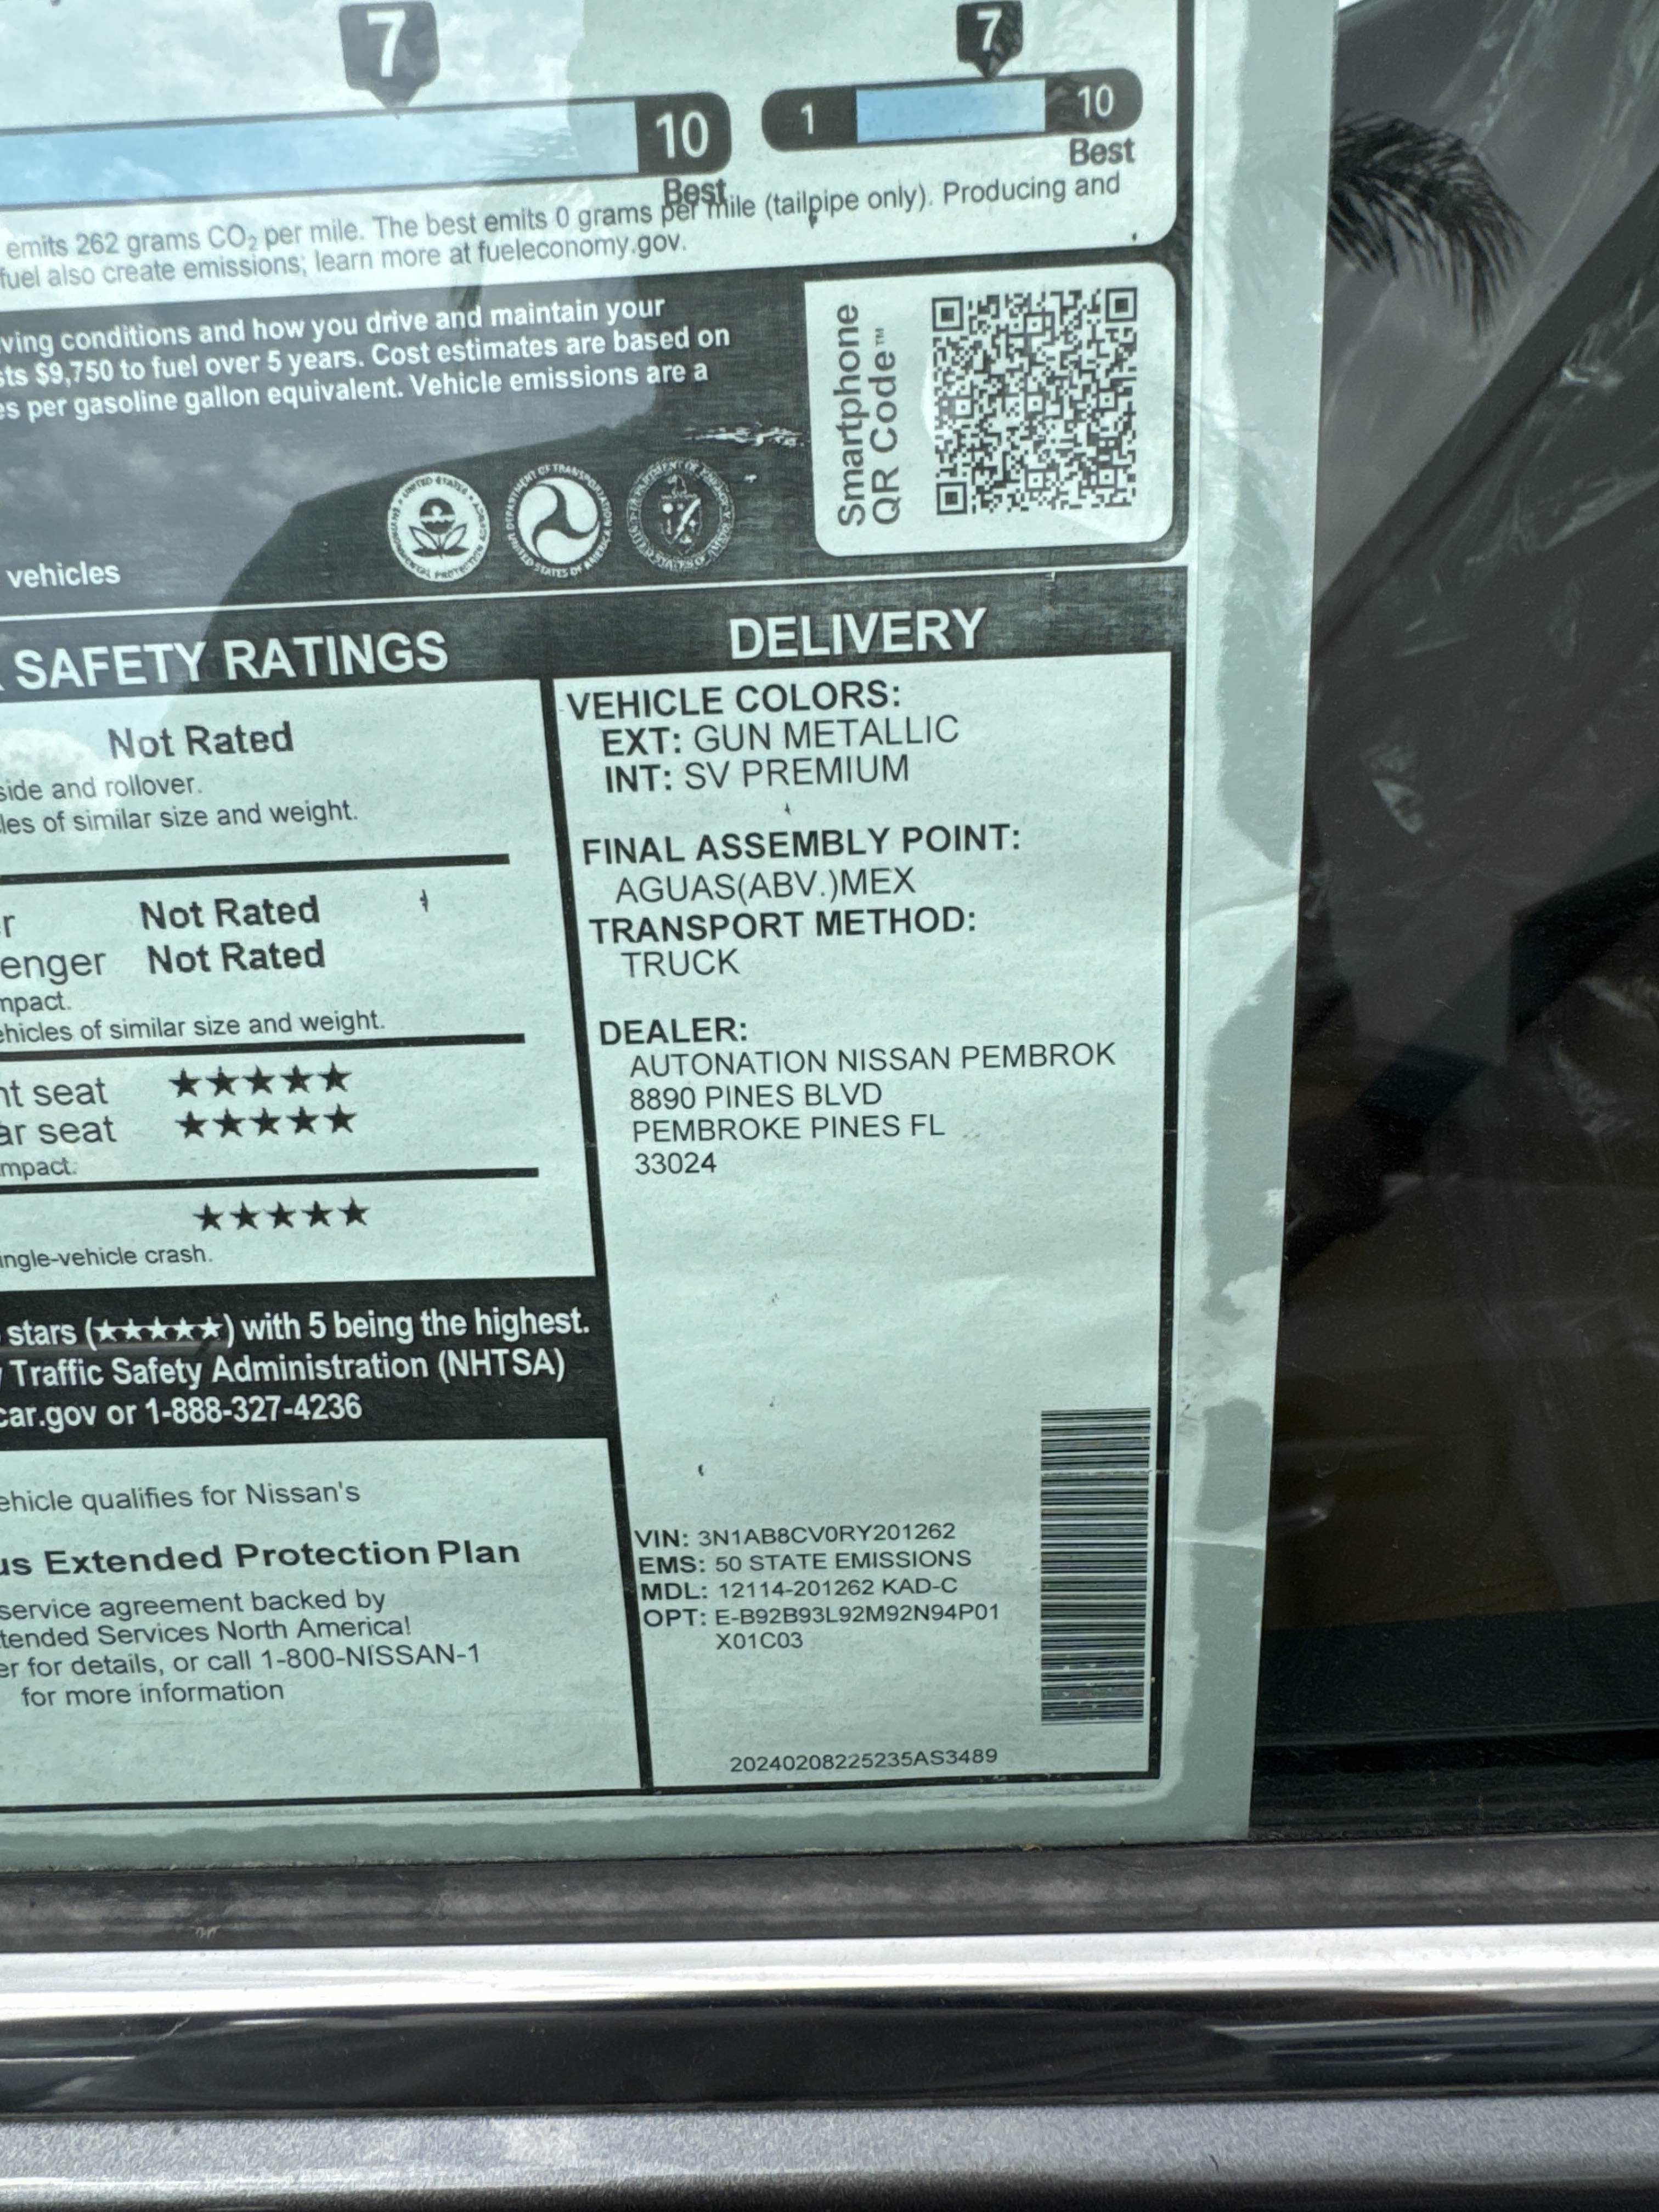 7
7
10
1
10
Best
Best
emits 262 grams CO2 per mile. The best emits 0 grams per mile (tailpipe only). Producing and
fuel also create emissions; learn more at fueleconomy.gov.
ving conditions and how you drive and maintain your
sts $9,750 to fuel over 5 years. Cost estimates are based on
es per gasoline gallon equivalent. Vehicle emissions are a
Smartphone
QR Code™
vehicles
SAFETY RATINGS
Not Rated
side and rollover.
les of similar size and weight.
r Not Rated
enger Not Rated
mpact.
ehicles of similar size and weight.
nt seat ★★★★★
ar seat ★★★★★
mpact.
★★★★★
ingle-vehicle crash.
stars (★★★★★) with 5 being the highest.
Traffic Safety Administration (NHTSA)
car.gov or 1-888-327-4236
ehicle qualifies for Nissan's
us Extended Protection Plan
service agreement backed by
tended Services North America!
er for details, or call 1-800-NISSAN-1
for more information
DELIVERY
VEHICLE COLORS:
EXT: GUN METALLIC
INT: SV PREMIUM
FINAL ASSEMBLY POINT:
AGUAS(ABV.)MEX
TRANSPORT METHOD:
TRUCK
DEALER:
AUTONATION NISSAN PEMBROK
8890 PINES BLVD
PEMBROKE PINES FL
33024
VIN: 3N1AB8CV0RY201262
EMS: 50 STATE EMISSIONS
MDL: 12114-201262 KAD-C
OPT: E-B92B93L92M92N94P01
X01C03
20240208225235AS3489